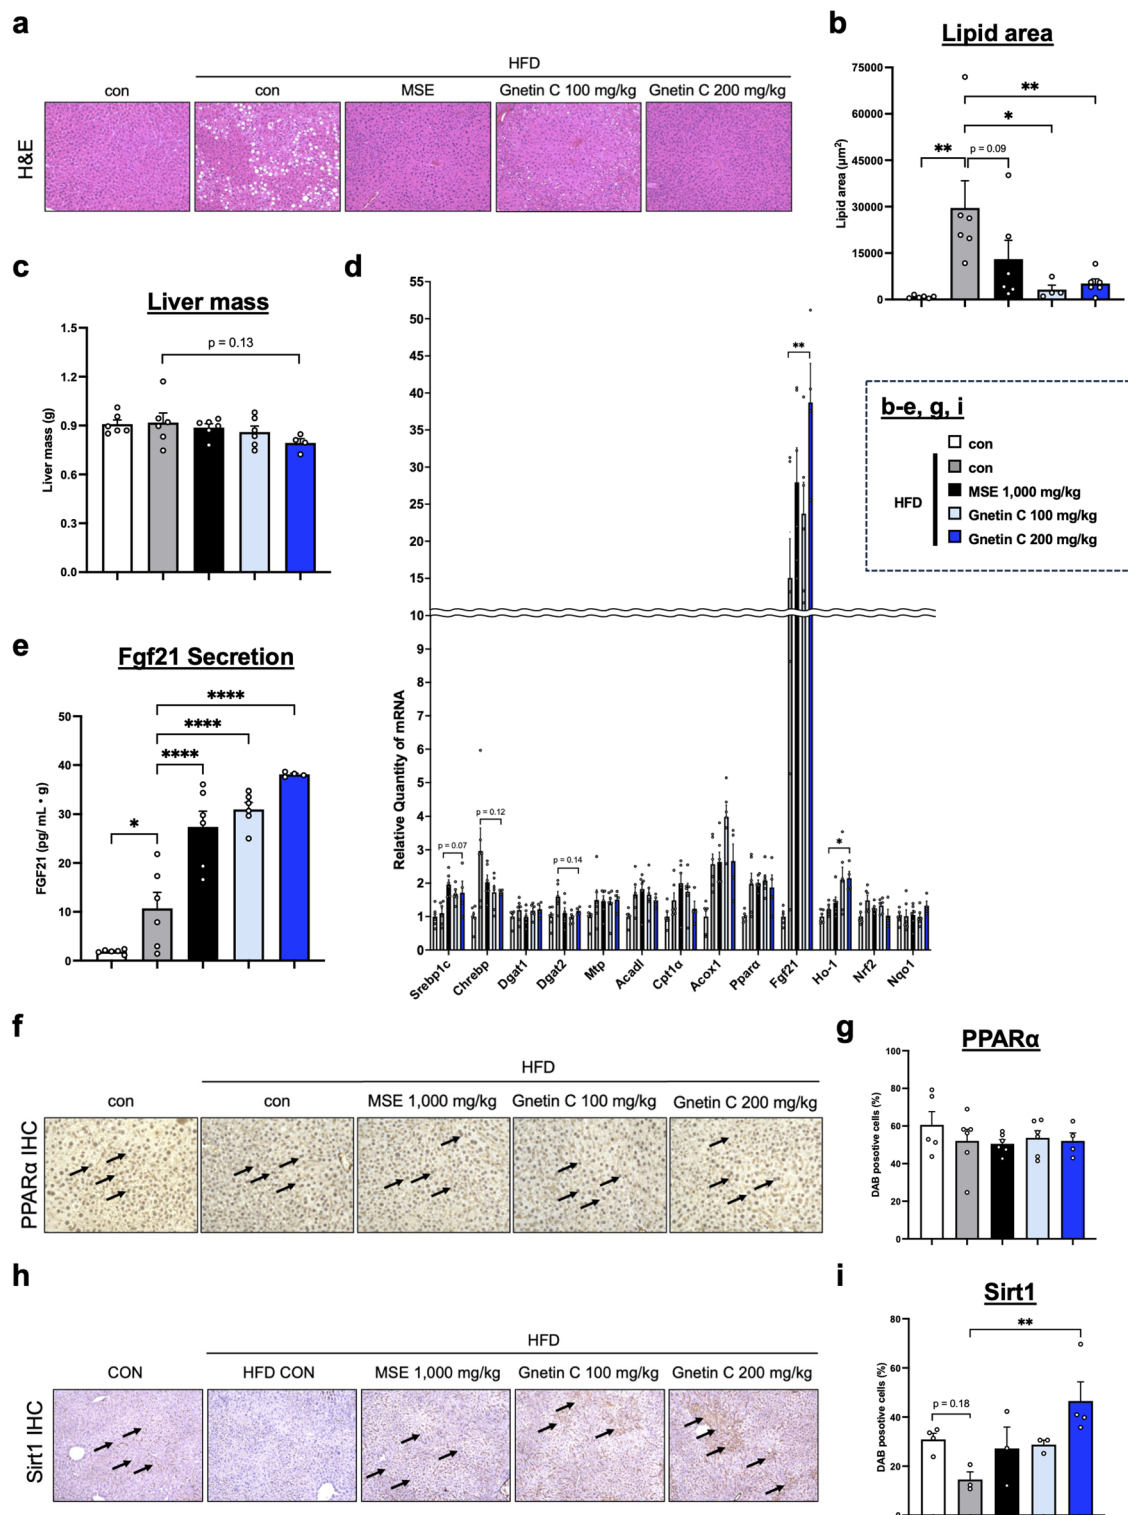 a
HFD
con
con
MSE
Gnetin C 100 mg/kg
Gnetin C 200 mg/kg
H&E
b
Lipid area
Lipid area (μm²)
75000
60000
45000
30000
15000
0
**
*
**
p = 0.09
c
Liver mass
Liver mass (g)
1.5
1.2
0.9
0.6
0.3
0.0
p = 0.13
d
Relative Quantity of mRNA
55
50
45
40
35
30
25
20
15
10
9
8
7
6
5
4
3
2
1
0
**
p = 0.07
p = 0.12
p = 0.14
*
Srebp1c
Chrebp
Dgat1
Dgat2
Mtp
Acadl
Cpt1α
Acox1
Pparα
Fgf21
Ho-1
Nrf2
Nqo1
b-e, g, i
con
HFD
con
MSE 1,000 mg/kg
Gnetin C 100 mg/kg
Gnetin C 200 mg/kg
e
Fgf21 Secretion
FGF21 (pg/ mL • g)
50
40
30
20
10
0
****
****
****
*
f
HFD
con
con
MSE 1,000 mg/kg
Gnetin C 100 mg/kg
Gnetin C 200 mg/kg
PPARα IHC
g
PPARα
DAB posotive cells (%)
100
80
60
40
20
0
h
HFD
CON
HFD CON
MSE 1,000 mg/kg
Gnetin C 100 mg/kg
Gnetin C 200 mg/kg
Sirt1 IHC
i
Sirt1
DAB posotive cells (%)
80
60
40
20
**
p = 0.18